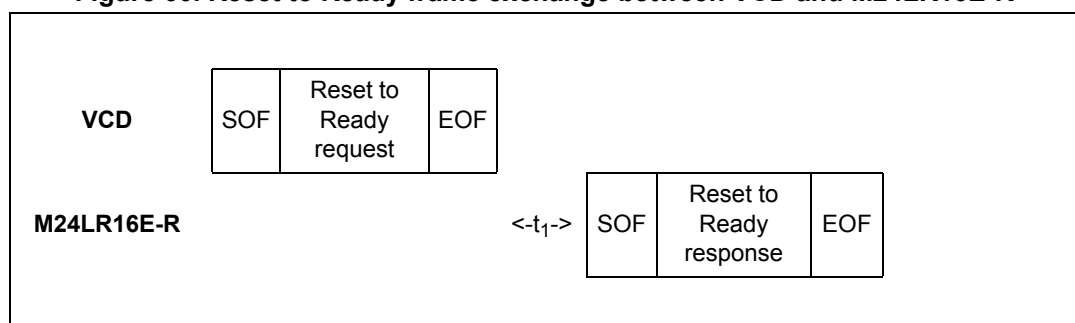 VCD
SOF
Reset to
Ready
request
EOF
M24LR16E-R
<-t₁->
SOF
Reset to
Ready
response
EOF